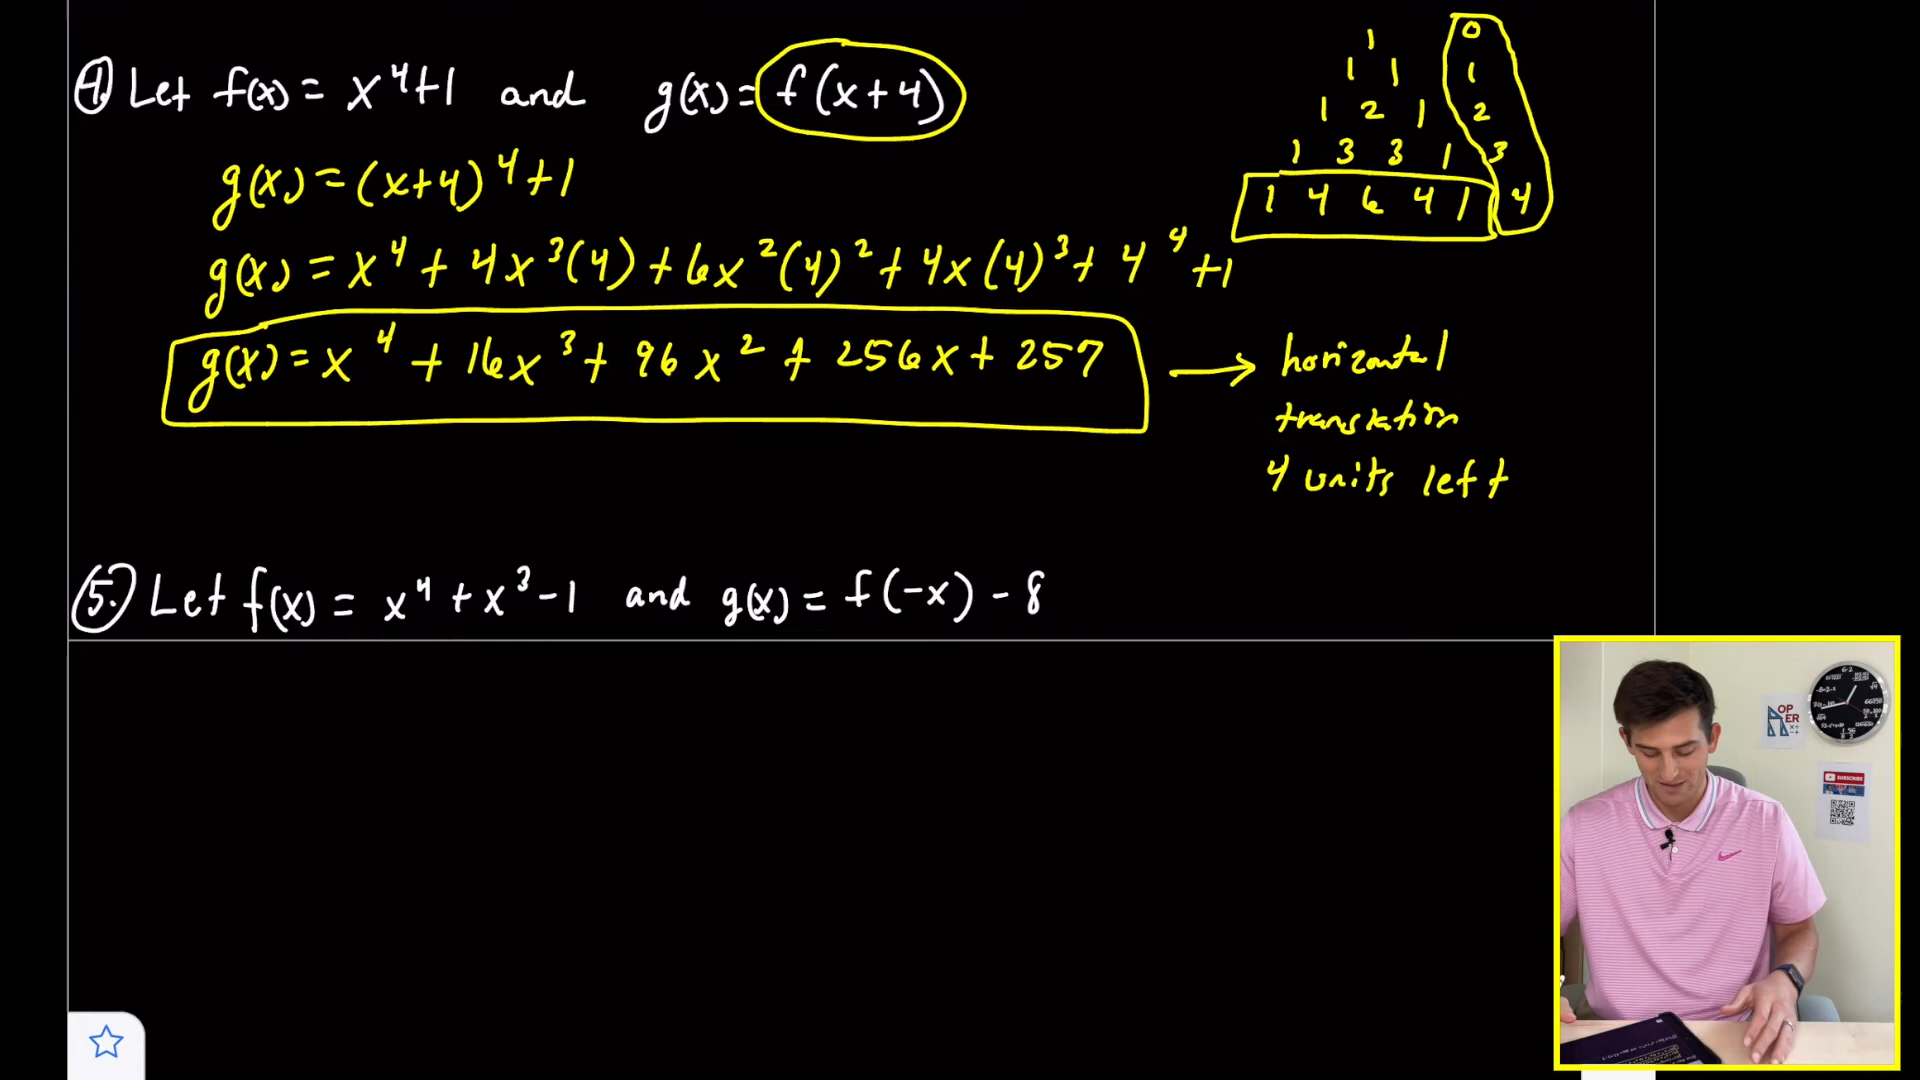 4. Let f(x) = x⁴+1 and g(x) = f(x+4)
g(x) = (x+4)⁴+1
g(x) = x⁴ + 4x³(4) + 6x²(4)² + 4x(4)³ + 4⁴ +1
g(x) = x⁴ + 16x³ + 96x² + 256x + 257
1 0
1 1 1
1 2 1 2
1 3 3 1 3
1 4 6 4 1 4
→ horizontal
translation
4 units left
5. Let f(x) = x⁴ + x³ - 1 and g(x) = f(-x) - 8
OP
ER
SUBSCRIBE